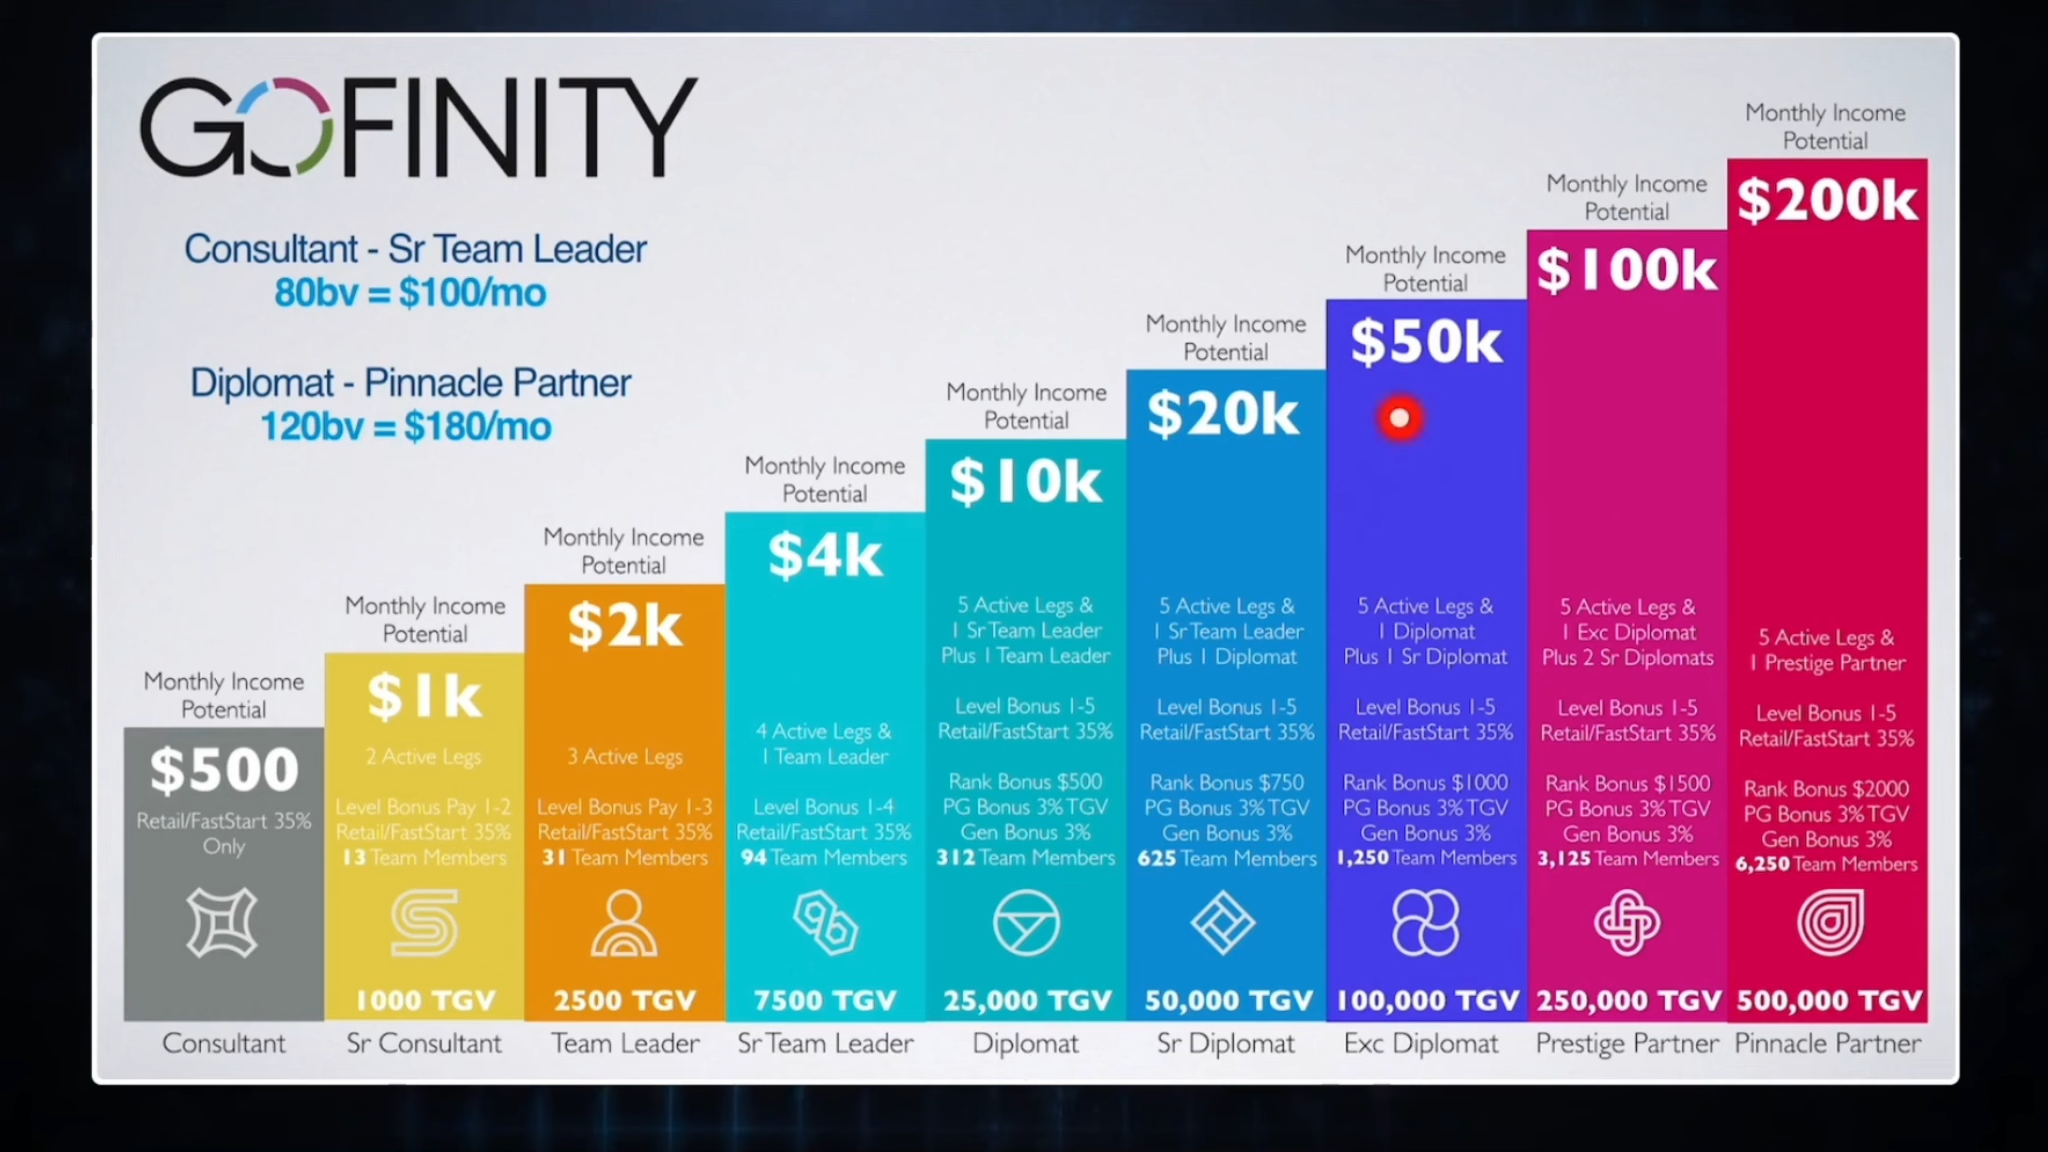 GOFINITY
Consultant - Sr Team Leader
80bv = $100/mo
Diplomat - Pinnacle Partner
120bv = $180/mo
Monthly Income
Potential
$500
Retail/FastStart 35%
Only
Consultant
Monthly Income
Potential
$1k
2 Active Legs
Level Bonus Pay 1-2
Retail/FastStart 35%
13 Team Members
1000 TGV
Sr Consultant
Monthly Income
Potential
$2k
3 Active Legs
Level Bonus Pay 1-3
Retail/FastStart 35%
31 Team Members
2500 TGV
Team Leader
Monthly Income
Potential
$4k
4 Active Legs &
1 Team Leader
Level Bonus 1-4
Retail/FastStart 35%
94 Team Members
7500 TGV
Sr Team Leader
Monthly Income
Potential
$10k
5 Active Legs &
1 Sr Team Leader
Plus 1 Team Leader
Level Bonus 1-5
Retail/FastStart 35%
Rank Bonus $500
PG Bonus 3% TGV
Gen Bonus 3%
312 Team Members
25,000 TGV
Diplomat
Monthly Income
Potential
$20k
5 Active Legs &
1 Sr Team Leader
Plus 1 Diplomat
Level Bonus 1-5
Retail/FastStart 35%
Rank Bonus $750
PG Bonus 3% TGV
Gen Bonus 3%
625 Team Members
50,000 TGV
Sr Diplomat
Monthly Income
Potential
$50k
5 Active Legs &
1 Diplomat
Plus 1 Sr Diplomat
Level Bonus 1-5
Retail/FastStart 35%
Rank Bonus $1000
PG Bonus 3% TGV
Gen Bonus 3%
1,250 Team Members
100,000 TGV
Exc Diplomat
Monthly Income
Potential
$100k
5 Active Legs &
1 Exc Diplomat
Plus 2 Sr Diplomats
Level Bonus 1-5
Retail/FastStart 35%
Rank Bonus $1500
PG Bonus 3% TGV
Gen Bonus 3%
3,125 Team Members
250,000 TGV
Prestige Partner
Monthly Income
Potential
$200k
5 Active Legs &
1 Prestige Partner
Level Bonus 1-5
Retail/FastStart 35%
Rank Bonus $2000
PG Bonus 3% TGV
Gen Bonus 3%
6,250 Team Members
500,000 TGV
Pinnacle Partner